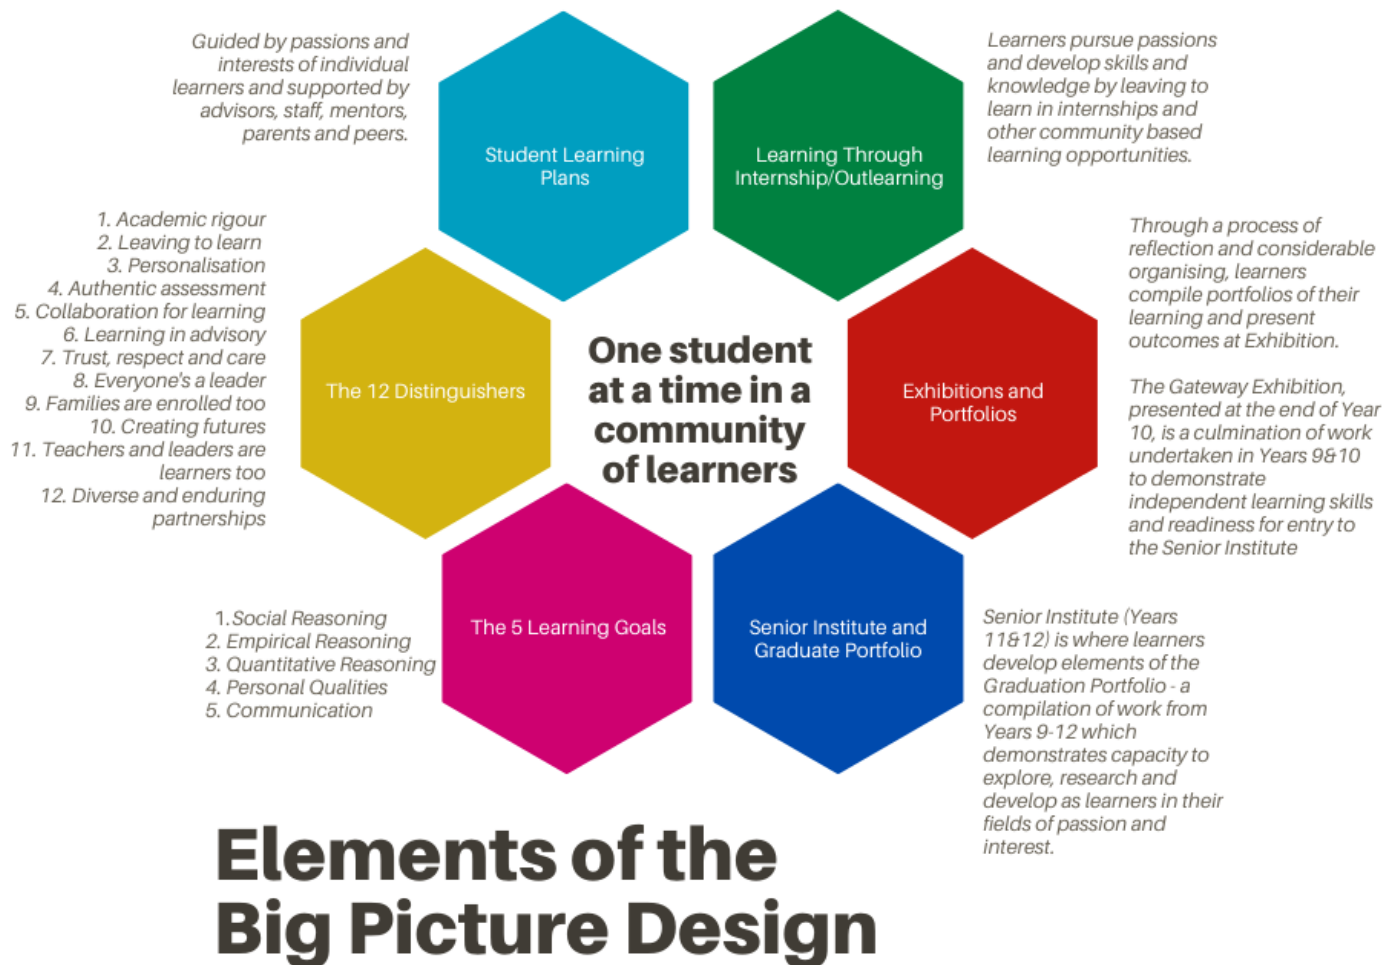 Guided by passions and
interests of individual
learners and supported by
advisors, staff, mentors,
parents and peers.
Student Learning
Plans
Learning Through
Internship/Outlearning
Learners pursue passions
and develop skills and
knowledge by leaving to
learn in internships and
other community based
learning opportunities.
1. Academic rigour
2. Leaving to learn
3. Personalisation
4. Authentic assessment
5. Collaboration for learning
6. Learning in advisory
7. Trust, respect and care
8. Everyone's a leader
9. Families are enrolled too
10. Creating futures
11. Teachers and leaders are
learners too
12. Diverse and enduring
partnerships
The 12 Distinguishers
One student
at a time in a
community
of learners
Exhibitions and
Portfolios
Through a process of
reflection and considerable
organising, learners
compile portfolios of their
learning and present
outcomes at Exhibition.
The Gateway Exhibition,
presented at the end of Year
10, is a culmination of work
undertaken in Years 9&10
to demonstrate
independent learning skills
and readiness for entry to
the Senior Institute
1. Social Reasoning
2. Empirical Reasoning
3. Quantitative Reasoning
4. Personal Qualities
5. Communication
The 5 Learning Goals
Senior Institute and
Graduate Portfolio
Senior Institute (Years
11&12) is where learners
develop elements of the
Graduation Portfolio - a
compilation of work from
Years 9-12 which
demonstrates capacity to
explore, research and
develop as learners in their
fields of passion and
interest.
Elements of the
Big Picture Design